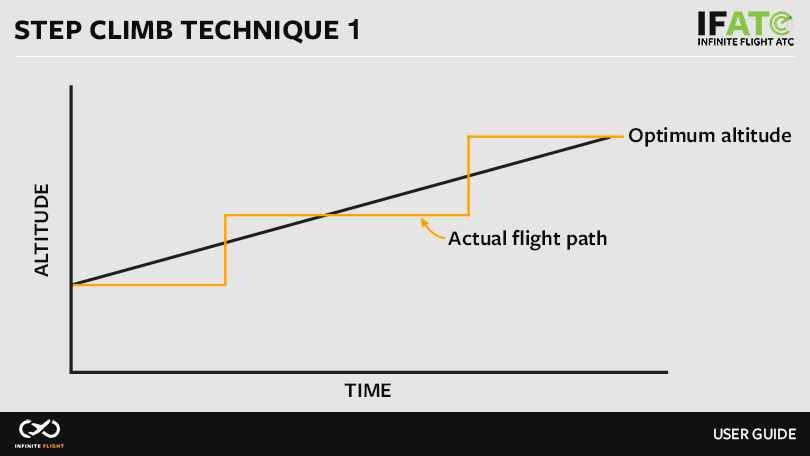 STEP CLIMB TECHNIQUE 1
IFATC
INFINITE FLIGHT ATC
Optimum altitude
Actual flight path
ALTITUDE
TIME
INFINITE FLIGHT
USER GUIDE